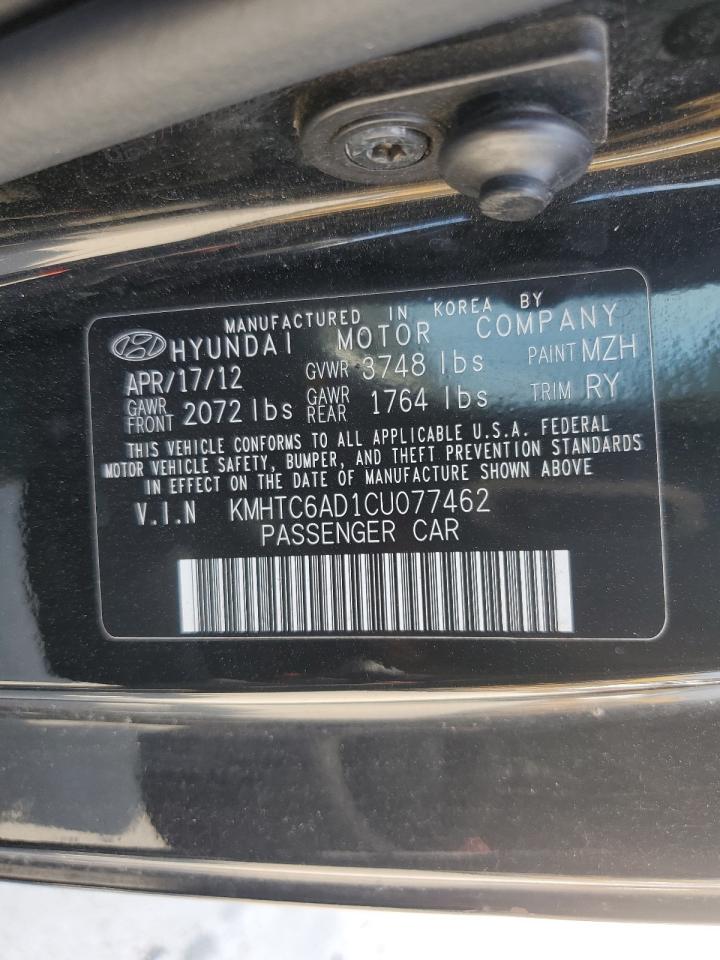 MANUFACTURED IN KOREA BY
HYUNDAI MOTOR COMPANY
APR/17/12 GVWR 3748 lbs PAINT MZH
GAWR FRONT 2072 lbs GAWR REAR 1764 lbs TRIM RY
THIS VEHICLE CONFORMS TO ALL APPLICABLE U.S.A. FEDERAL
MOTOR VEHICLE SAFETY, BUMPER, AND THEFT PREVENTION STANDARDS
IN EFFECT ON THE DATE OF MANUFACTURE SHOWN ABOVE
V.I.N KMHTC6AD1CU077462
PASSENGER CAR